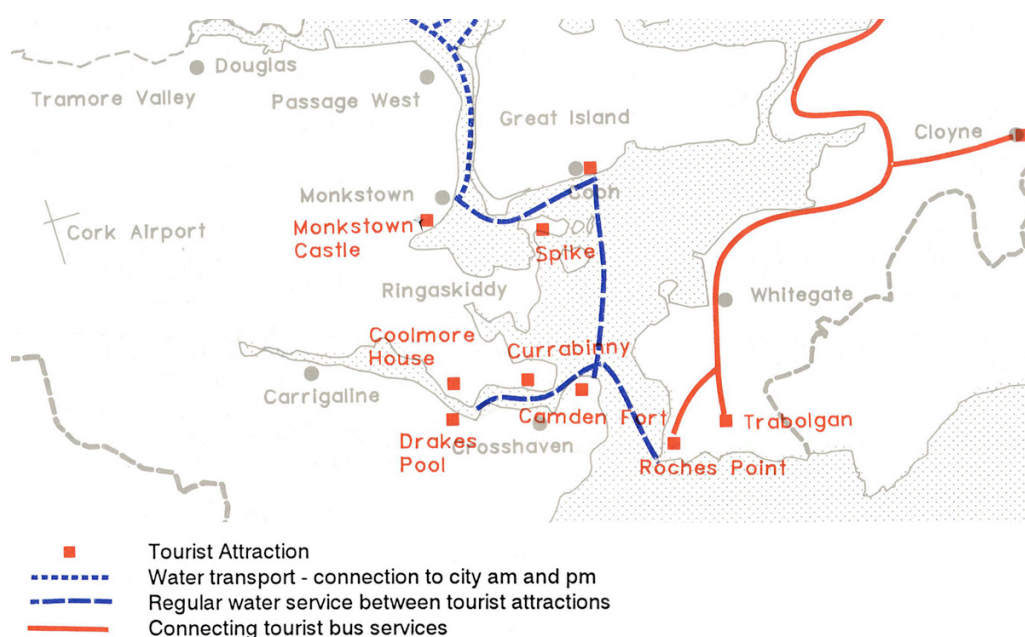 Douglas
Tramore Valley
Passage West
Great Island
Cloyne
Monkstown
Cobh
Monkstown
Castle
Cork Airport
Spike
Ringaskiddy
Whitegate
Coolmore
House
Currabinny
Carrigaline
Camden Fort
Trabolgan
Drakes
Pool
Crosshaven
Roches Point
Tourist Attraction
Water transport - connection to city am and pm
Regular water service between tourist attractions
Connecting tourist bus services